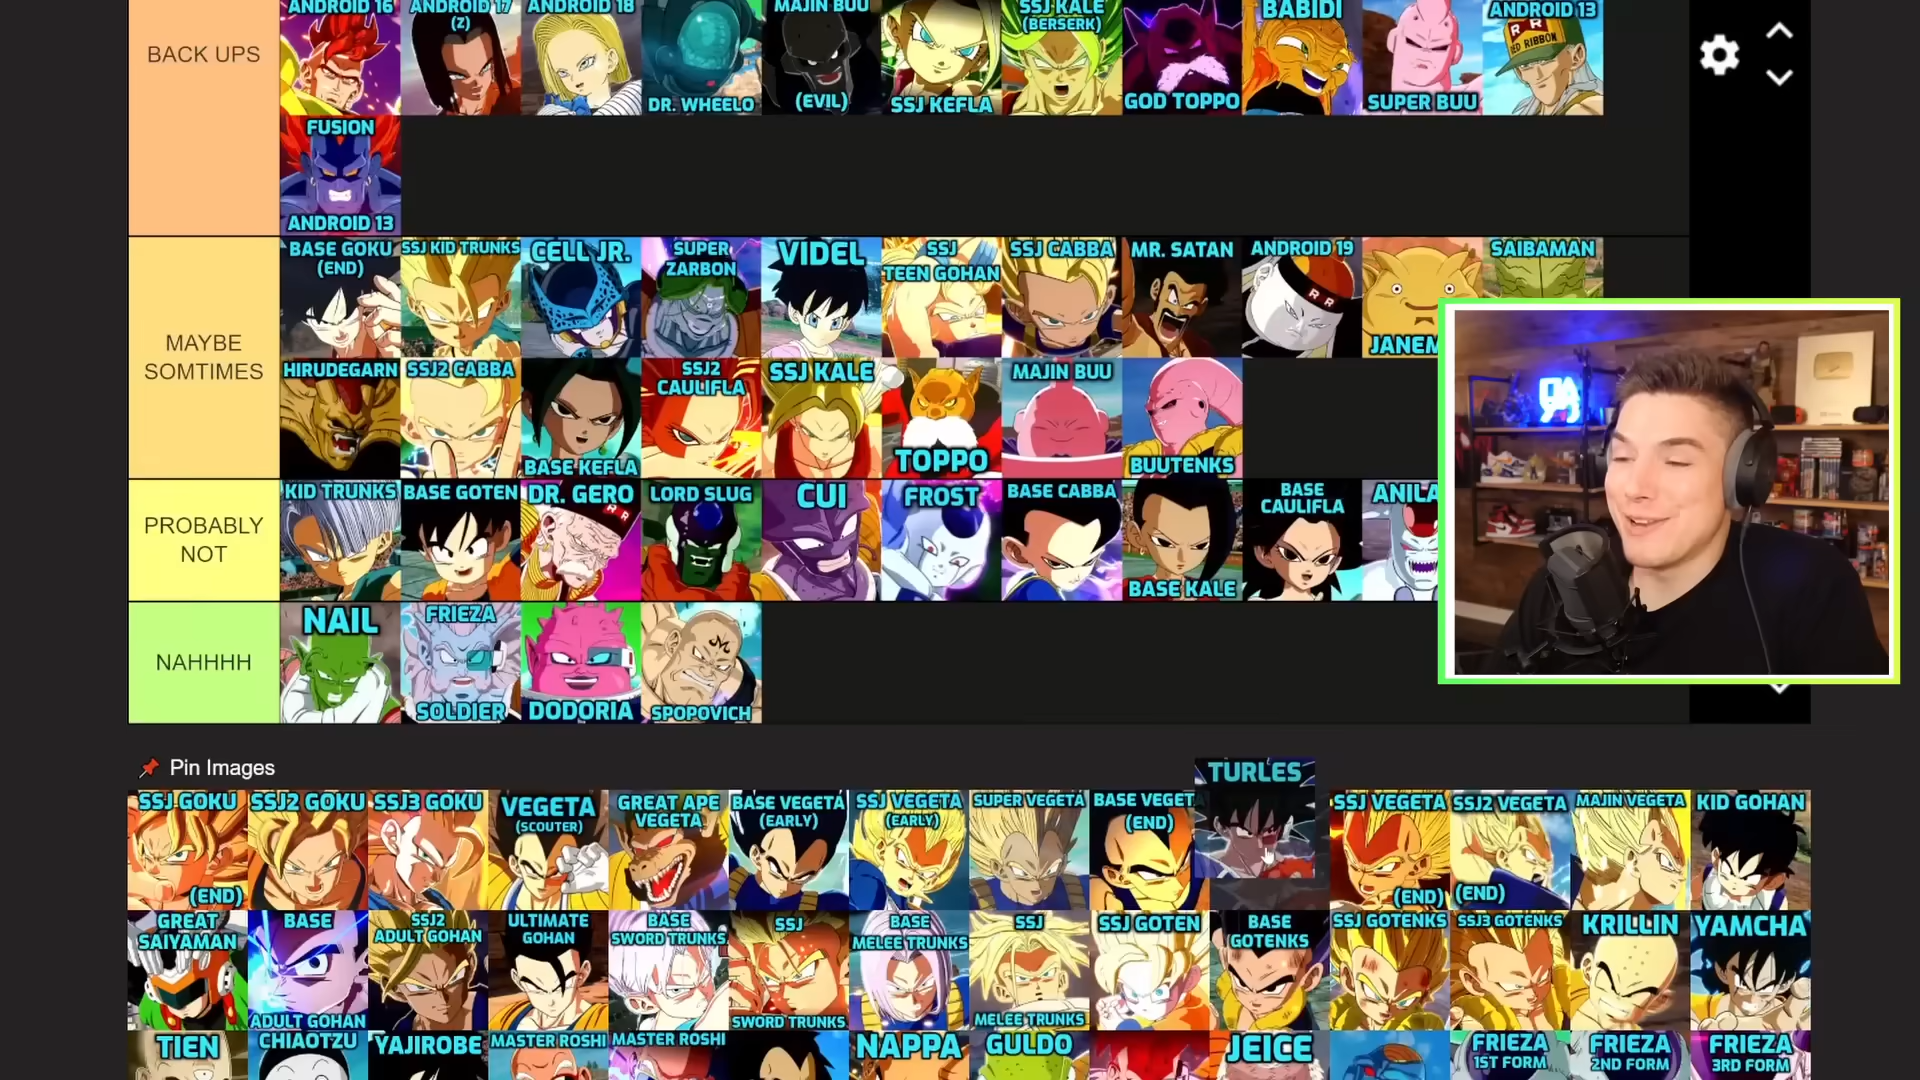 BACK UPS
ANDROID 16
ANDROID 17
(Z)
ANDROID 18
DR. WHEELO
MAJIN BUU
(EVIL)
SSJ KEFLA
SSJ KALE
(BERSERK)
GOD TOPPO
BABIDI
SUPER BUU
ANDROID 13
RED RIBBON
FUSION
ANDROID 13
MAYBE
SOMTIMES
BASE GOKU
(END)
SSJ KID TRUNKS
CELL JR.
SUPER
ZARBON
VIDEL
SSJ
TEEN GOHAN
SSJ CABBA
MR. SATAN
ANDROID 19
JANEM
SAIBAMAN
HIRUDEGARN
SSJ2 CABBA
BASE KEFLA
SSJ2
CAULIFLA
SSJ KALE
TOPPO
MAJIN BUU
BUUTENKS
PROBABLY
NOT
KID TRUNKS
BASE GOTEN
DR. GERO
LORD SLUG
CUI
FROST
BASE CABBA
BASE KALE
BASE
CAULIFLA
ANILA
NAHHHH
NAIL
FRIEZA
SOLDIER
DODORIA
SPOPOVICH
Pin Images
SSJ GOKU
(END)
SSJ2 GOKU
SSJ3 GOKU
VEGETA
(SCOUTER)
GREAT APE
VEGETA
BASE VEGETA
(EARLY)
SSJ VEGETA
(EARLY)
SUPER VEGETA
BASE VEGET
(END)
TURLES
SSJ VEGETA
(END)
SSJ2 VEGETA
(END)
MAJIN VEGETA
KID GOHAN
GREAT
SAIYAMAN
BASE
ADULT GOHAN
SSJ2
ADULT GOHAN
ULTIMATE
GOHAN
BASE
SWORD TRUNKS
SSJ
SWORD TRUNKS
BASE
MELEE TRUNKS
SSJ
MELEE TRUNKS
SSJ GOTEN
BASE
GOTENKS
SSJ GOTENKS
SSJ3 GOTENKS
KRILLIN
YAMCHA
TIEN
CHIAOTZU
YAJIROBE
MASTER ROSHI
MASTER ROSHI
NAPPA
GULDO
JEICE
FRIEZA
1ST FORM
FRIEZA
2ND FORM
FRIEZA
3RD FORM